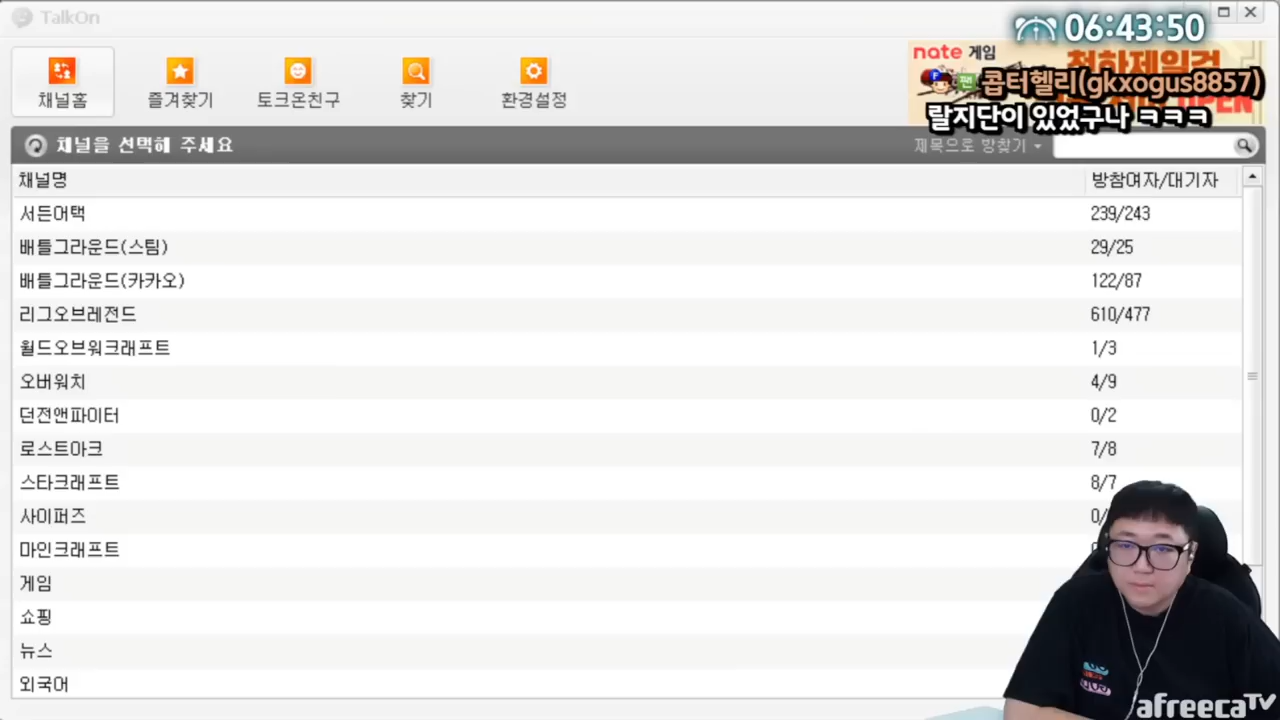 TalkOn
06:43:50
채널홈
즐겨찾기
토크온친구
찾기
환경설정
nate 게임
콥터헬리(gkxogus8857)
랄지단이 있었구나 ㅋㅋㅋ
OPEN
채널을 선택해 주세요
제목으로 방찾기
채널명 방참여자/대기자
서든어택 239/243
배틀그라운드(스팀) 29/25
배틀그라운드(카카오) 122/87
리그오브레전드 610/477
월드오브워크래프트 1/3
오버워치 4/9
던전앤파이터 0/2
로스트아크 7/8
스타크래프트 8/7
사이퍼즈 0/
마인크래프트
게임
쇼핑
뉴스
외국어
afreecaTV